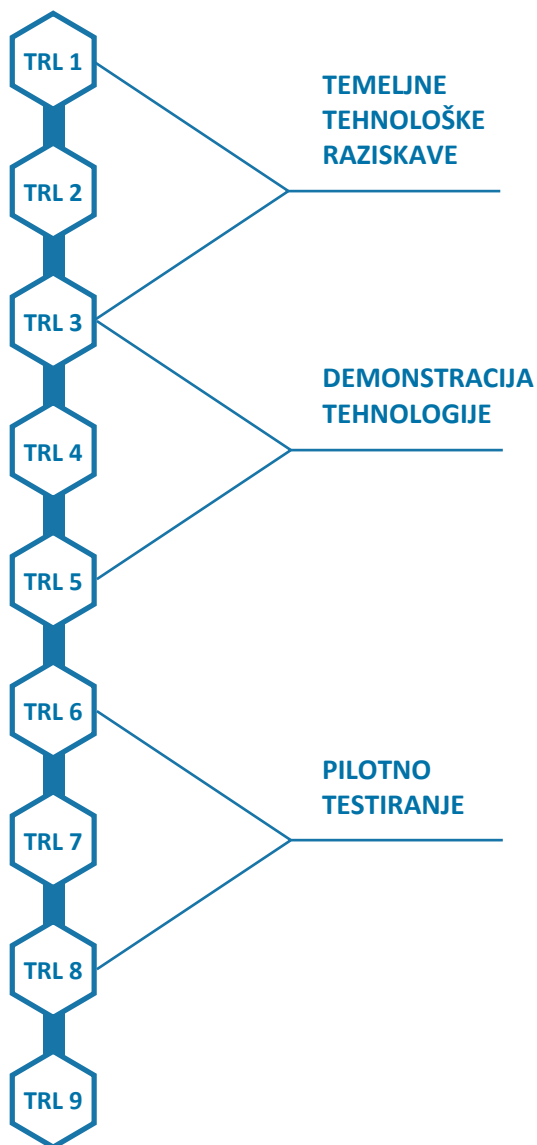 TRL 1
TEMELJNE
TEHNOLOŠKE
RAZISKAVE
TRL 2
TRL 3
DEMONSTRACIJA
TEHNOLOGIJE
TRL 4
TRL 5
TRL 6
PILOTNO
TESTIRANJE
TRL 7
TRL 8
TRL 9